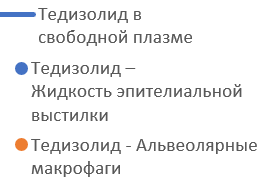 Тедизолид в
свободной плазме
Тедизолид –
Жидкость эпителиальной
выстилки
Тедизолид - Альвеолярные
макрофаги